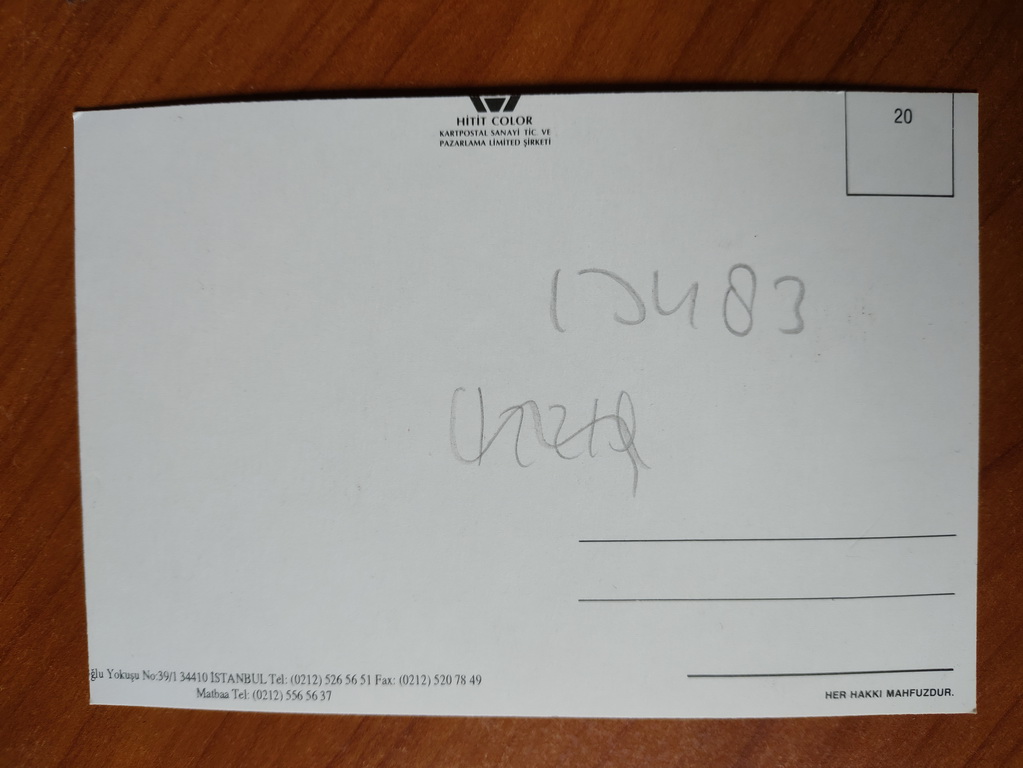 HİTİT COLOR
KARTPOSTAL SANAYİ TİC. VE
PAZARLAMA LİMİTED ŞİRKETİ
20
83
Yokuşu No:39/1 34410 İSTANBUL Tel: (0212) 526 56 51 Fax: (0212) 520 78 49
Matbaa Tel: (0212) 556 56 37
HER HAKKI MAHFUZDUR.